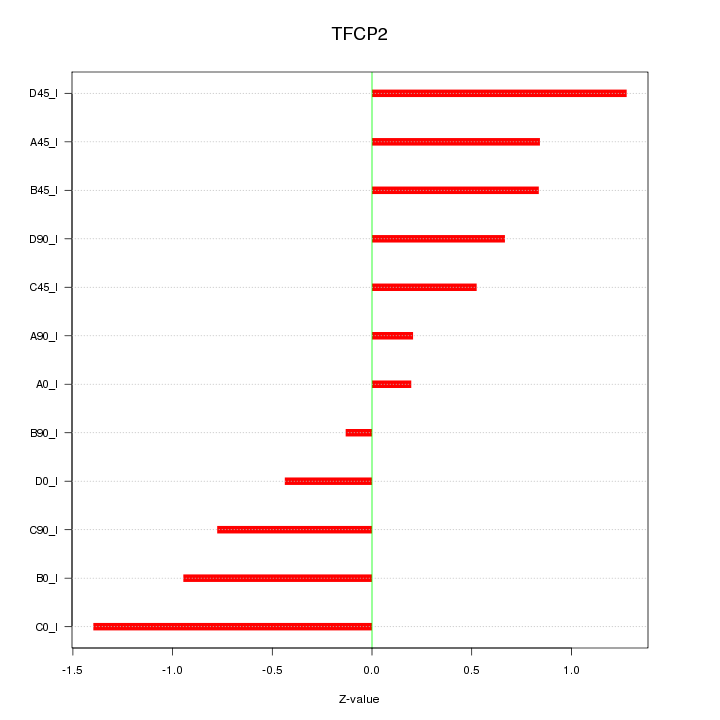 TFCP2
D45_I
A45_I
B45_I
D90_I
C45_I
A90_I
A0_I
B90_I
D0_I
C90_I
B0_I
C0_I
-1.5 -1.0 -0.5 0.0 0.5 1.0
Z-value